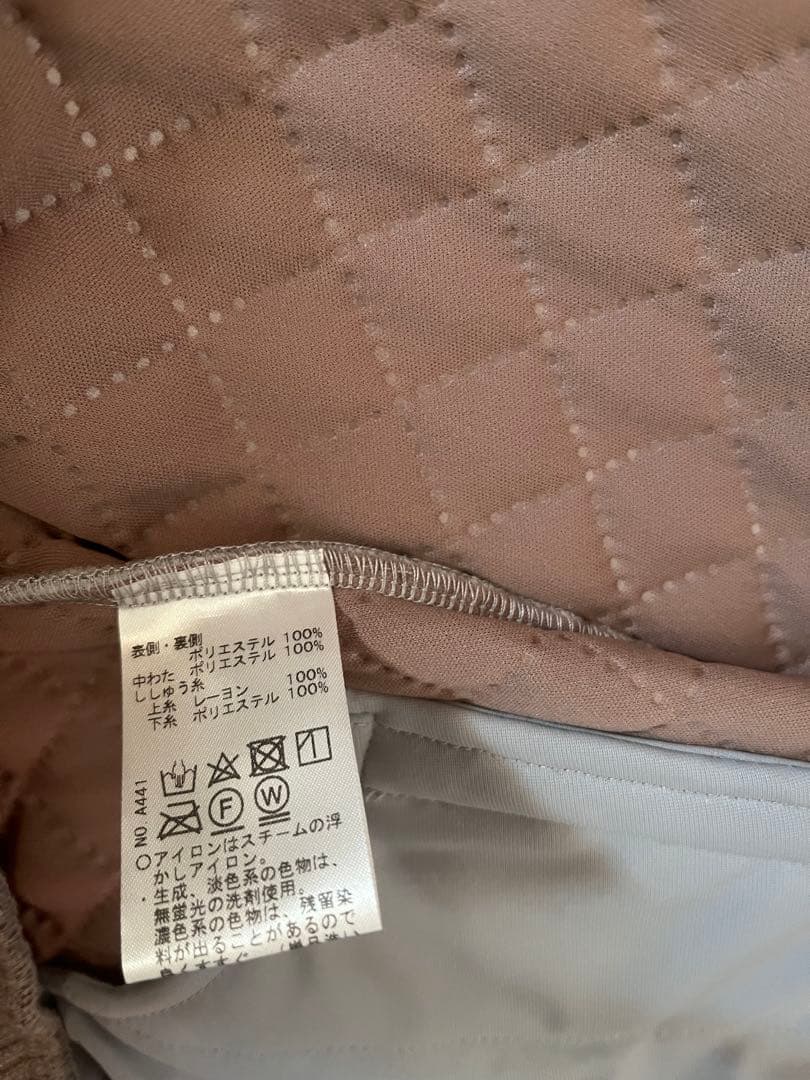 表側・裏側
ポリエステル 100%
中わた ポリエステル 100%
ししゅう糸
上糸 レーヨン 100%
下糸 ポリエステル 100%
NO A441
F
W
○アイロンはスチームの浮
かしアイロン。
・生成、淡色系の色物は、
無蛍光の洗剤使用。
濃色系の色物は、残留染
料が出ることがあるので